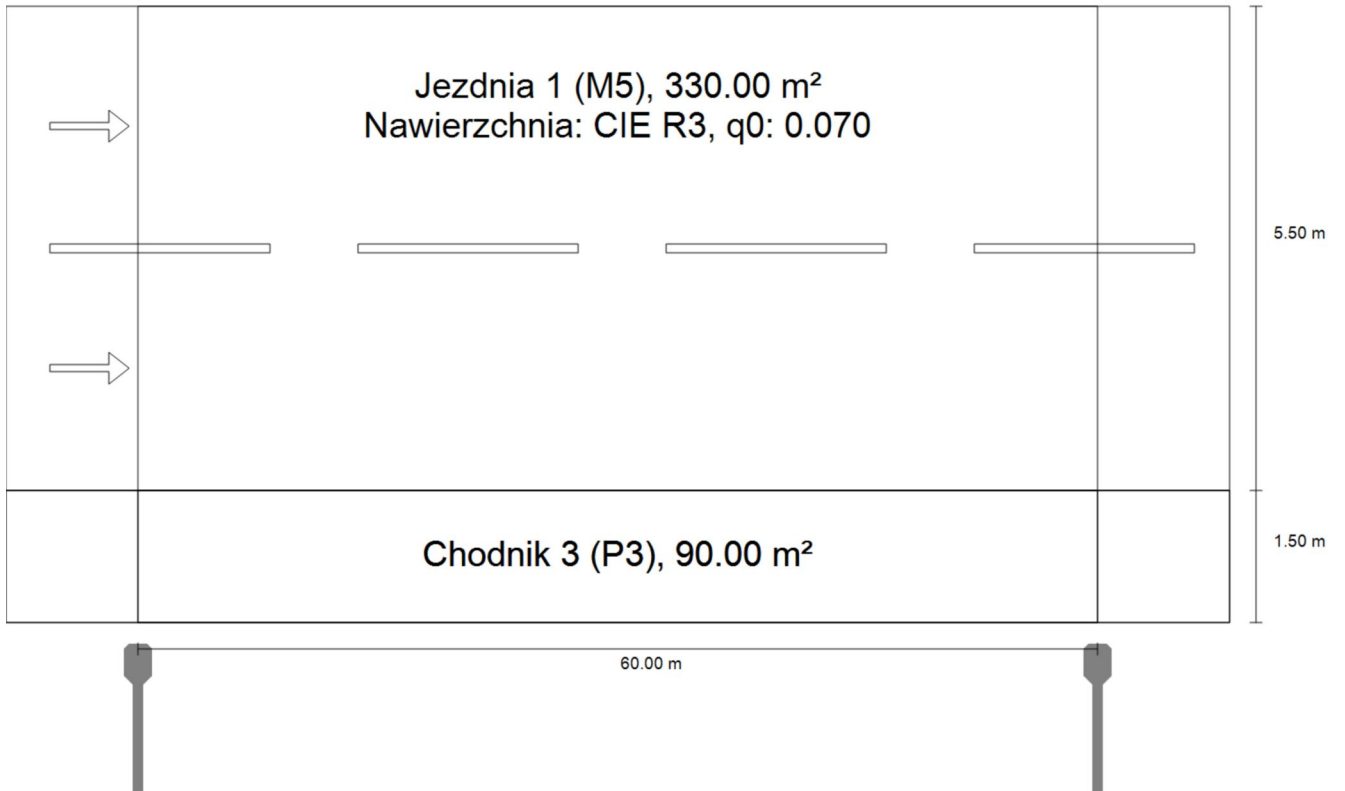 Jezdnia 1 (M5), 330.00 m²
Nawierzchnia: CIE R3, q0: 0.070
5.50 m
Chodnik 3 (P3), 90.00 m²
1.50 m
60.00 m